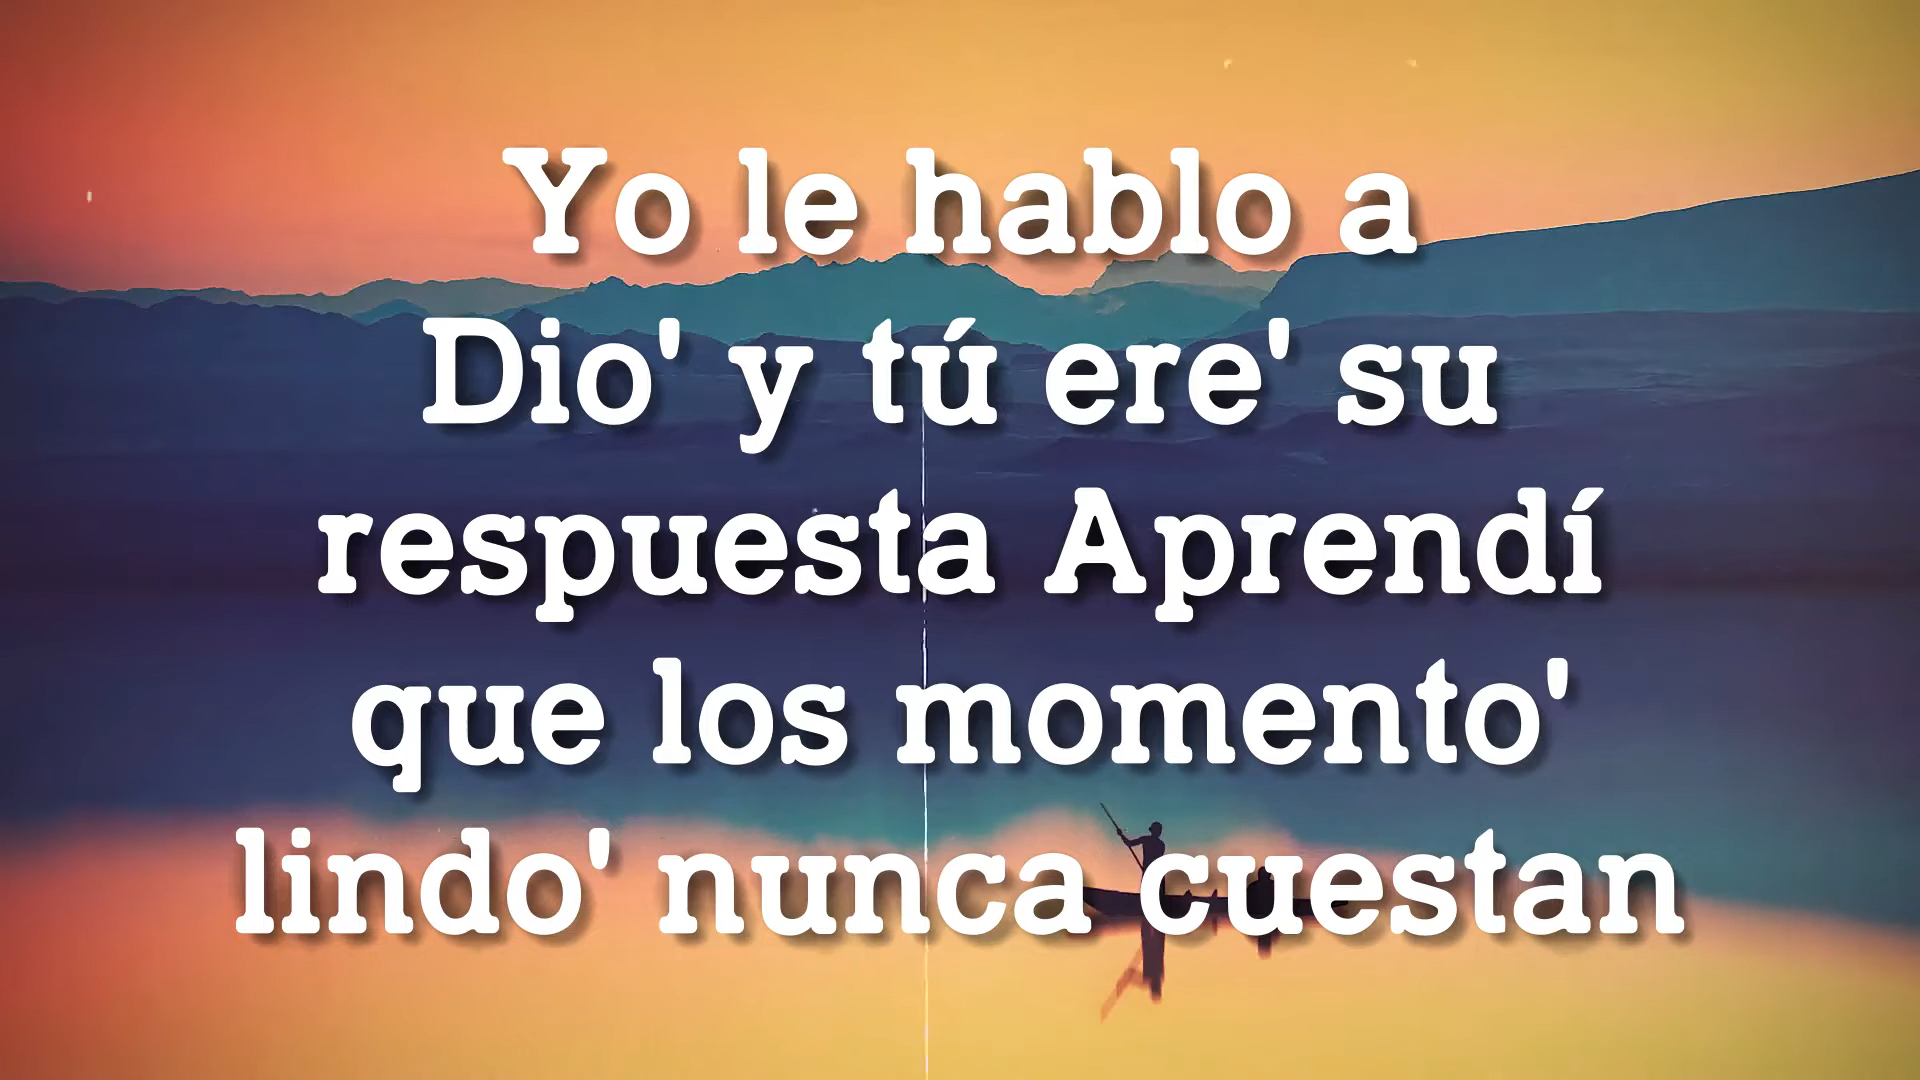 Yo le hablo a
Dio' y tú ere' su
respuesta Aprendí
que los momento'
lindo' nunca cuestan